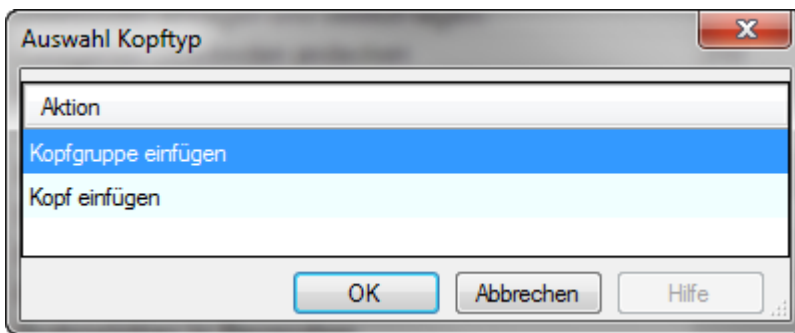 Auswahl Kopftyp
Aktion
Kopfgruppe einfügen
Kopf einfügen
OK Abbrechen Hilfe